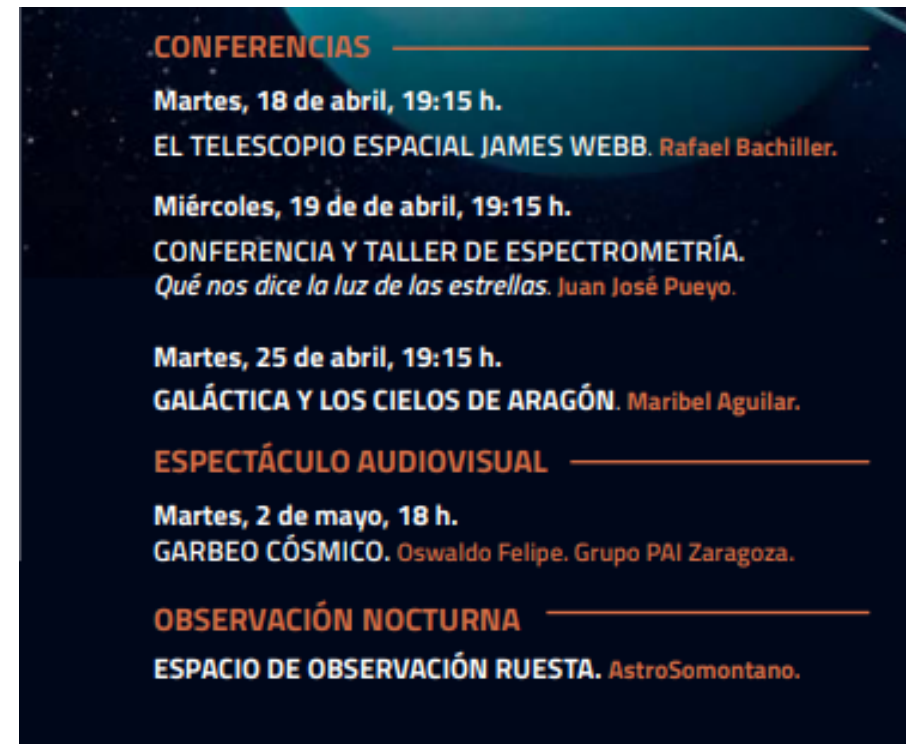 CONFERENCIAS
Martes, 18 de abril, 19:15 h.
EL TELESCOPIO ESPACIAL JAMES WEBB. Rafael Bachiller.
Miércoles, 19 de de abril, 19:15 h.
CONFERENCIA Y TALLER DE ESPECTROMETRÍA.
Qué nos dice la luz de las estrellas. Juan José Pueyo.
Martes, 25 de abril, 19:15 h.
GALÁCTICA Y LOS CIELOS DE ARAGÓN. Maribel Aguilar.
ESPECTÁCULO AUDIOVISUAL
Martes, 2 de mayo, 18 h.
GARBEO CÓSMICO. Oswaldo Felipe. Grupo PAI Zaragoza.
OBSERVACIÓN NOCTURNA
ESPACIO DE OBSERVACIÓN RUESTA. AstroSomontano.